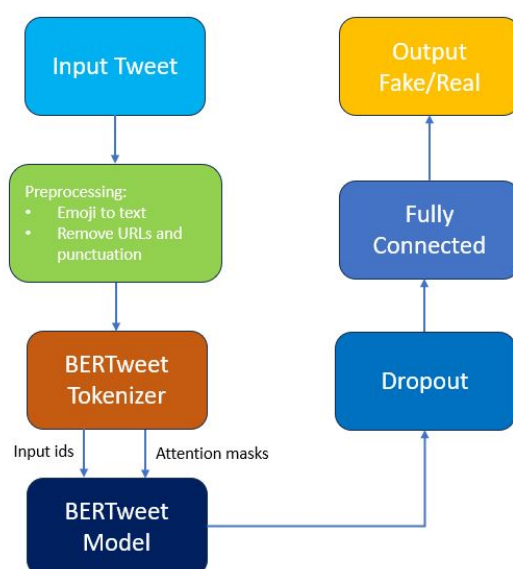 Input Tweet
Preprocessing:
• Emoji to text
• Remove URLs and
punctuation
BERTweet
Tokenizer
Input ids
Attention masks
BERTweet
Model
Dropout
Fully
Connected
Output
Fake/Real